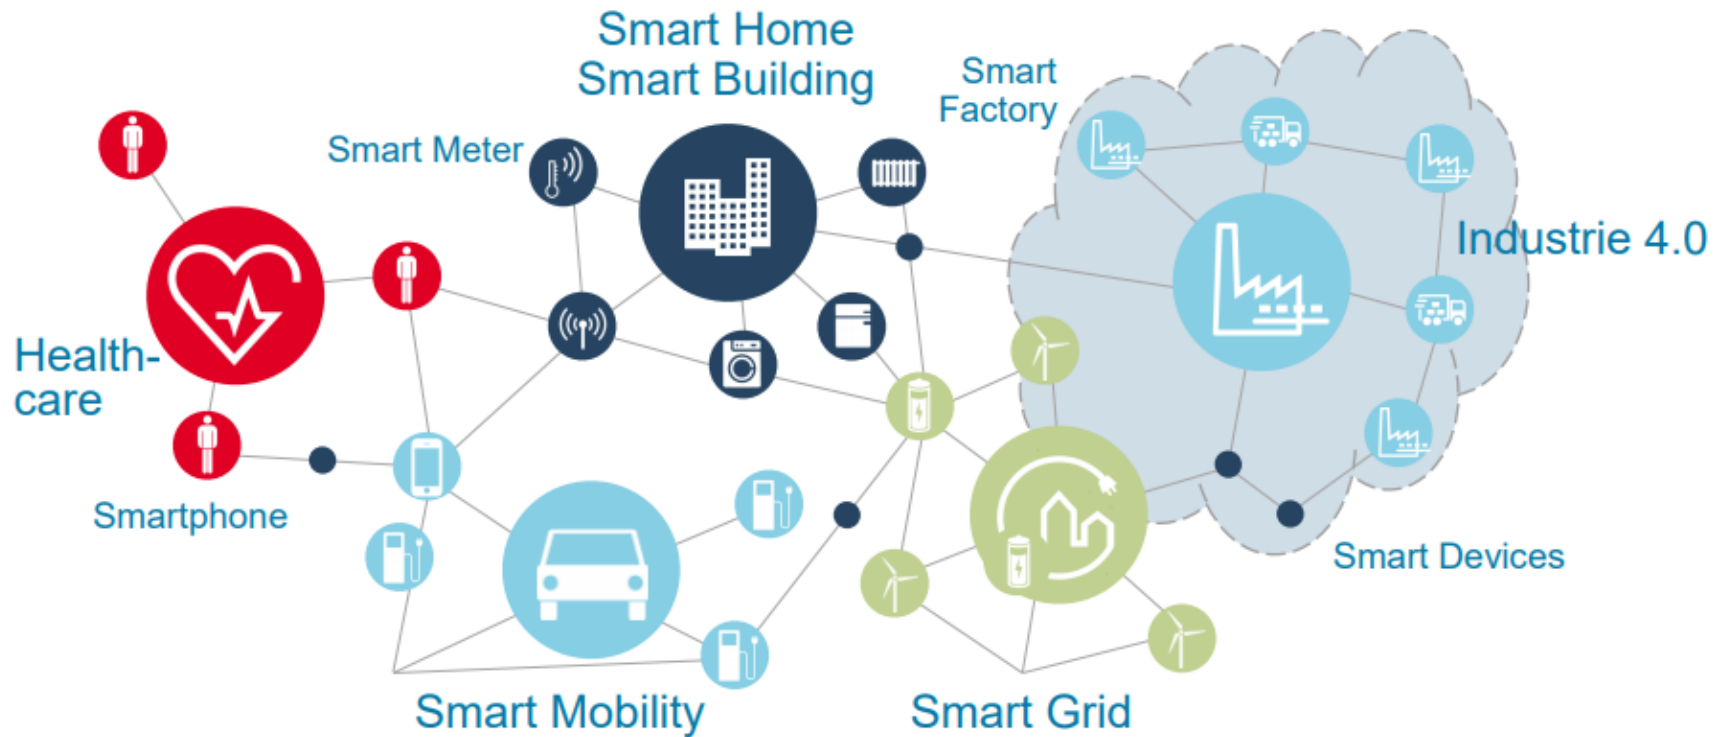 Smart Home
Smart Building
Smart
Factory
Smart Meter
Industrie 4.0
Health-
care
Smartphone
Smart Devices
Smart Mobility
Smart Grid